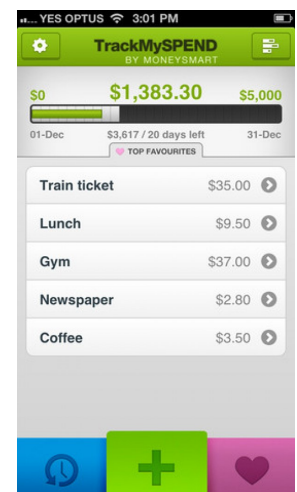 .... YES OPTUS 3:01 PM
TrackMySPEND
BY MONEYSMART
$0 $1,383.30 $5,000
01-Dec $3,617 / 20 days left 31-Dec
TOP FAVOURITES
Train ticket $35.00
Lunch $9.50
Gym $37.00
Newspaper $2.80
Coffee $3.50